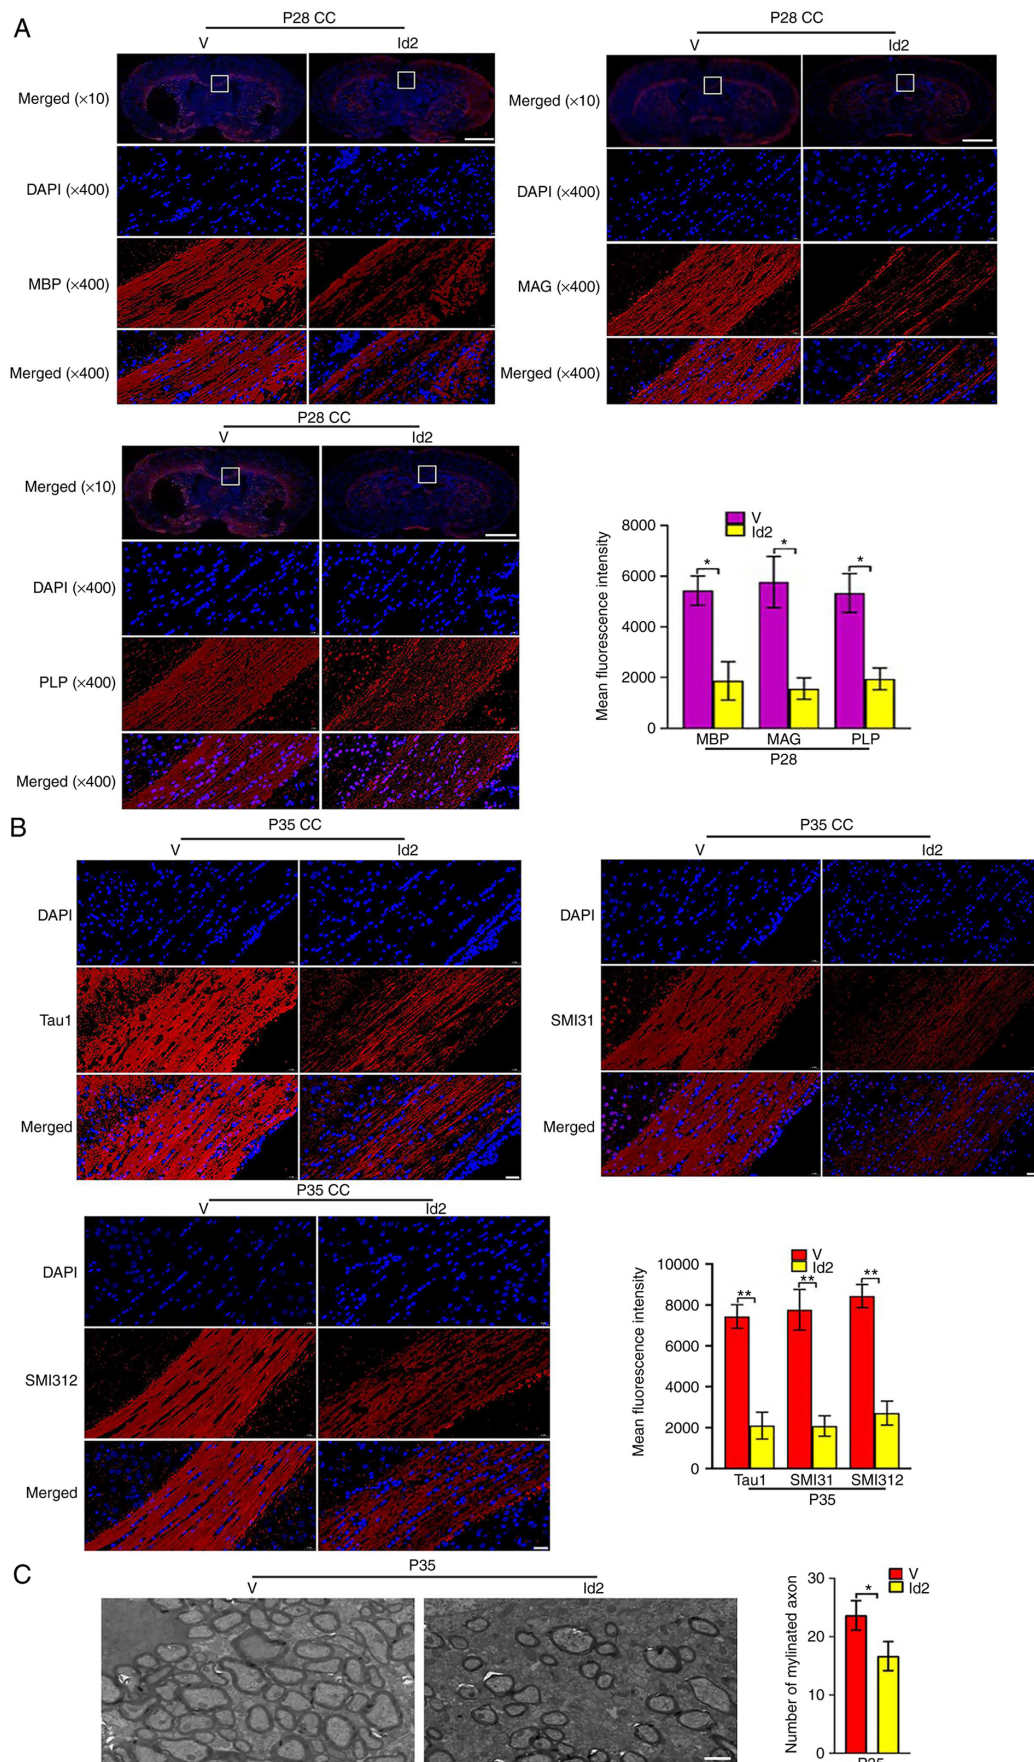 A
P28 CC
V Id2
Merged (×10)
DAPI (×400)
MBP (×400)
Merged (×400)
P28 CC
V Id2
Merged (×10)
DAPI (×400)
MAG (×400)
Merged (×400)
P28 CC
V Id2
Merged (×10)
DAPI (×400)
PLP (×400)
Merged (×400)
V
Id2
Mean fluorescence intensity
8000
6000
4000
2000
0
* * *
MBP MAG PLP
P28
B
P35 CC
V Id2
DAPI
Tau1
Merged
P35 CC
V Id2
DAPI
SMI31
Merged
P35 CC
V Id2
DAPI
SMI312
Merged
V
Id2
Mean fluorescence intensity
10000
8000
6000
4000
2000
0
** ** **
Tau1 SMI31 SMI312
P35
C
P35
V Id2
V
Id2
Number of mylinated axon
30
20
10
0
*
P35